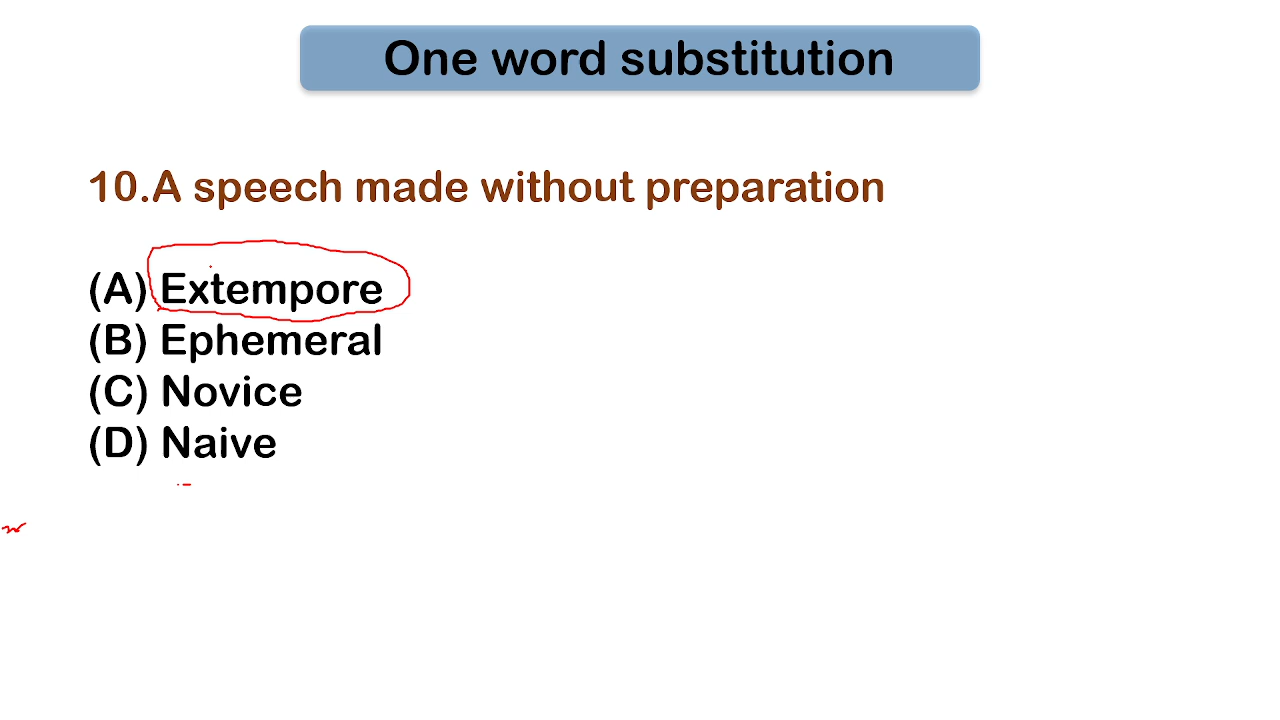 One word substitution
10.A speech made without preparation
(A) Extempore
(B) Ephemeral
(C) Novice
(D) Naive